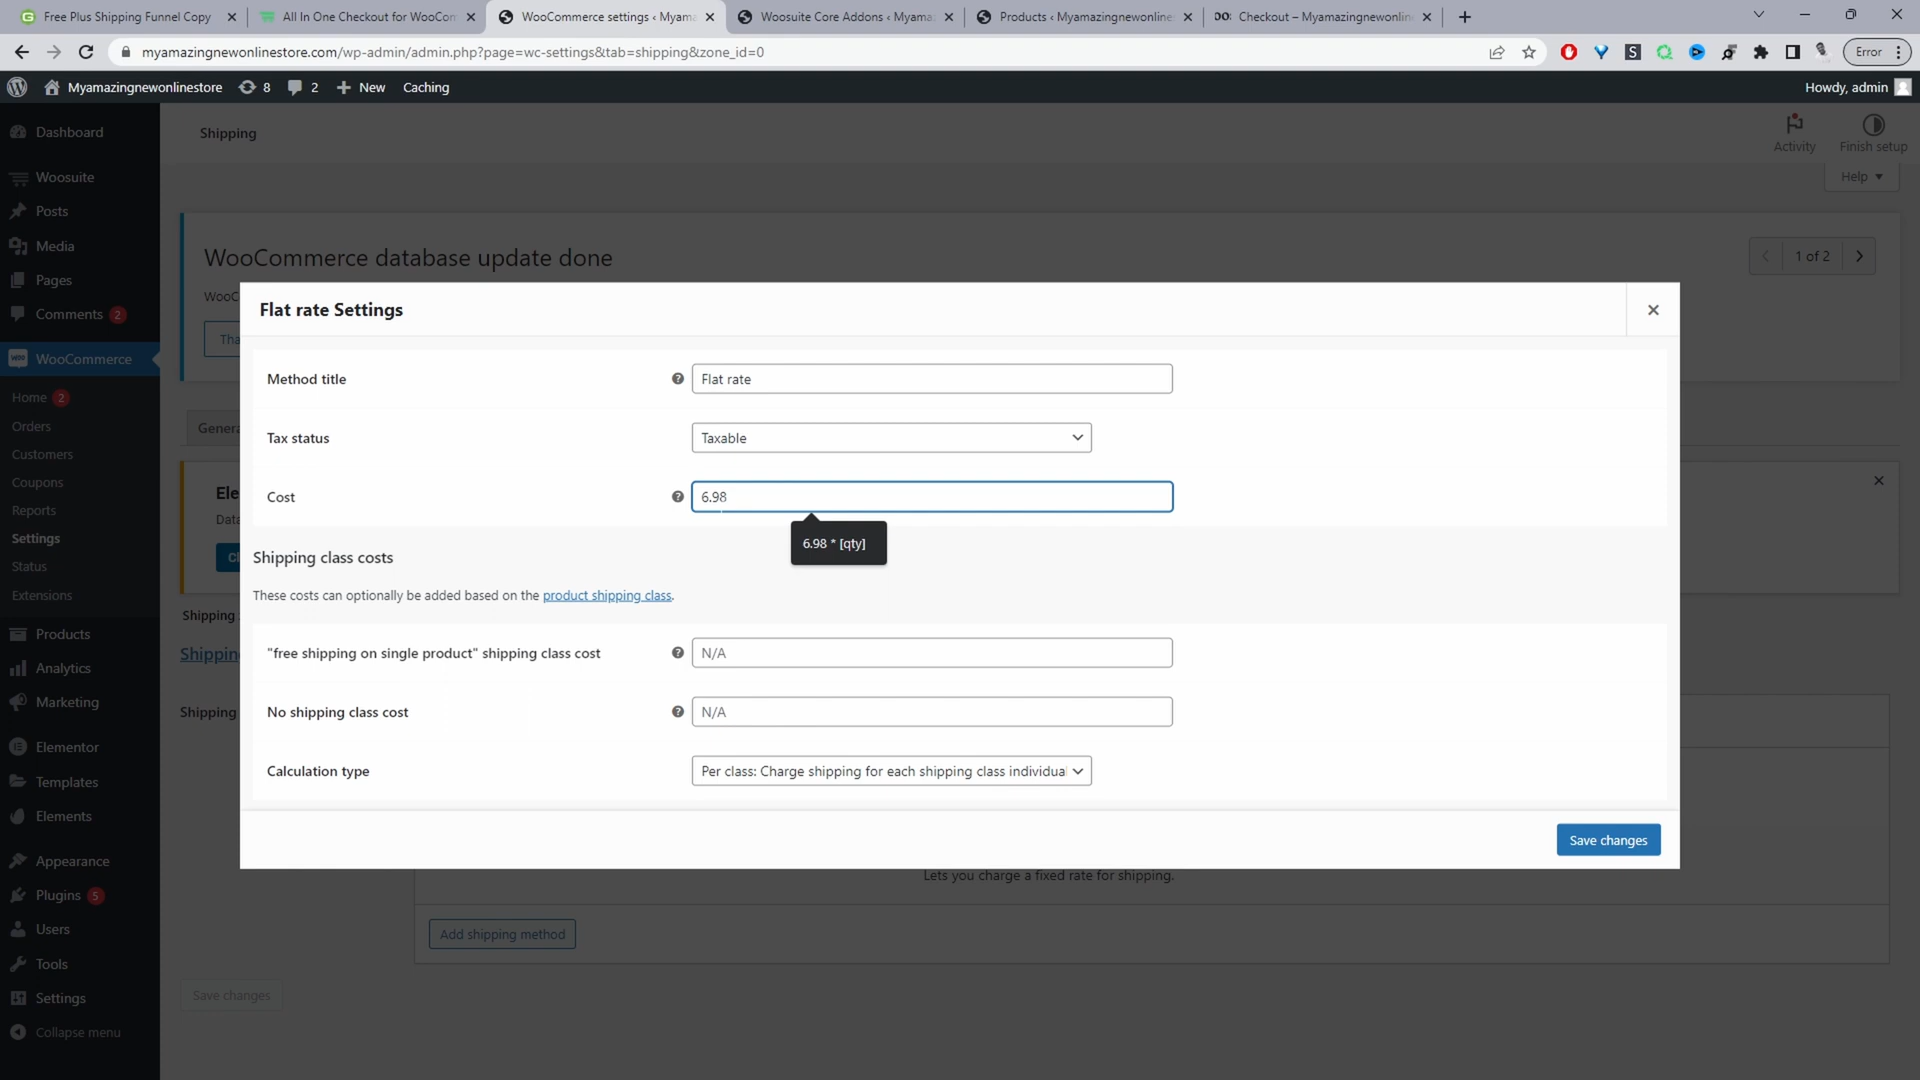 Free Plus Shipping Funnel Copy
All In One Checkout for WooCom
WooCommerce settings ‹ Myama
Woosuite Core Addons ‹ Myama
Products ‹ Myamazingnewonline
Checkout – Myamazingnewonlin
myamazingnewonlinestore.com/wp-admin/admin.php?page=wc-settings&tab=shipping&zone_id=0
Error
Myamazingnewonlinestore
8
2
New
Caching
Howdy, admin
Dashboard
Woosuite
Posts
Media
Pages
Comments 2
WooCommerce
Home 2
Orders
Customers
Coupons
Reports
Settings
Status
Extensions
Products
Analytics
Marketing
Elementor
Templates
Elements
Appearance
Plugins 5
Users
Tools
Settings
Collapse menu
Shipping
Activity
Finish setup
Help
WooCommerce database update done
1 of 2
WooC
Tha
Genera
Ele
Data
Cl
Shipping
Shippin
Shipping
Flat rate Settings
Method title
Flat rate
Tax status
Taxable
Cost
6.98
6.98 * [qty]
Shipping class costs
These costs can optionally be added based on the product shipping class.
"free shipping on single product" shipping class cost
N/A
No shipping class cost
N/A
Calculation type
Per class: Charge shipping for each shipping class individual
Save changes
Lets you charge a fixed rate for shipping.
Add shipping method
Save changes